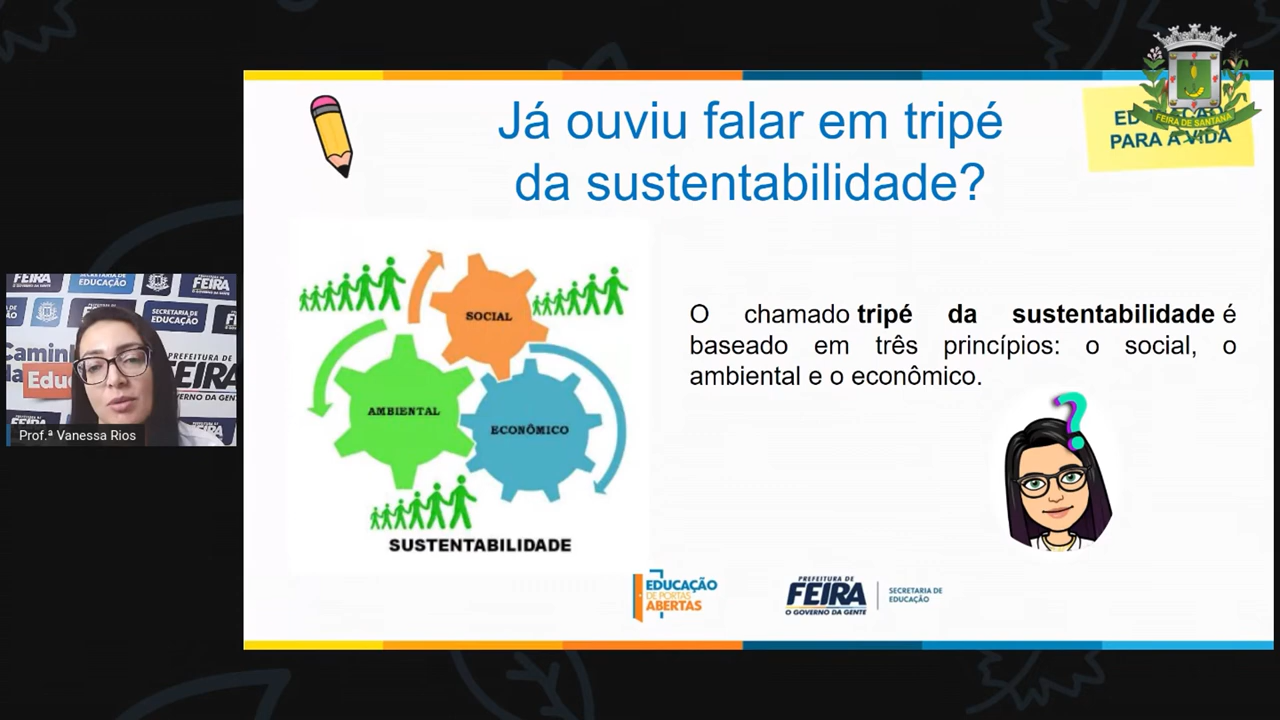 Já ouviu falar em tripé
da sustentabilidade?
PARA A VIDA
FEIRA DE SANTANA
SOCIAL
AMBIENTAL
ECONÔMICO
SUSTENTABILIDADE
O chamado tripé da sustentabilidade é
baseado em três princípios: o social, o
ambiental e o econômico.
FEIRA
SECRETARIA DE
EDUCAÇÃO
FEIRA
SECRETARIA DE
EDUCAÇÃO
PREFEITURA DE
GOVERNO DA GENTE
Prof.ª Vanessa Rios
EDUCAÇÃO
DE PORTAS
ABERTAS
PREFEITURA DE
FEIRA
O GOVERNO DA GENTE
SECRETARIA DE
EDUCAÇÃO